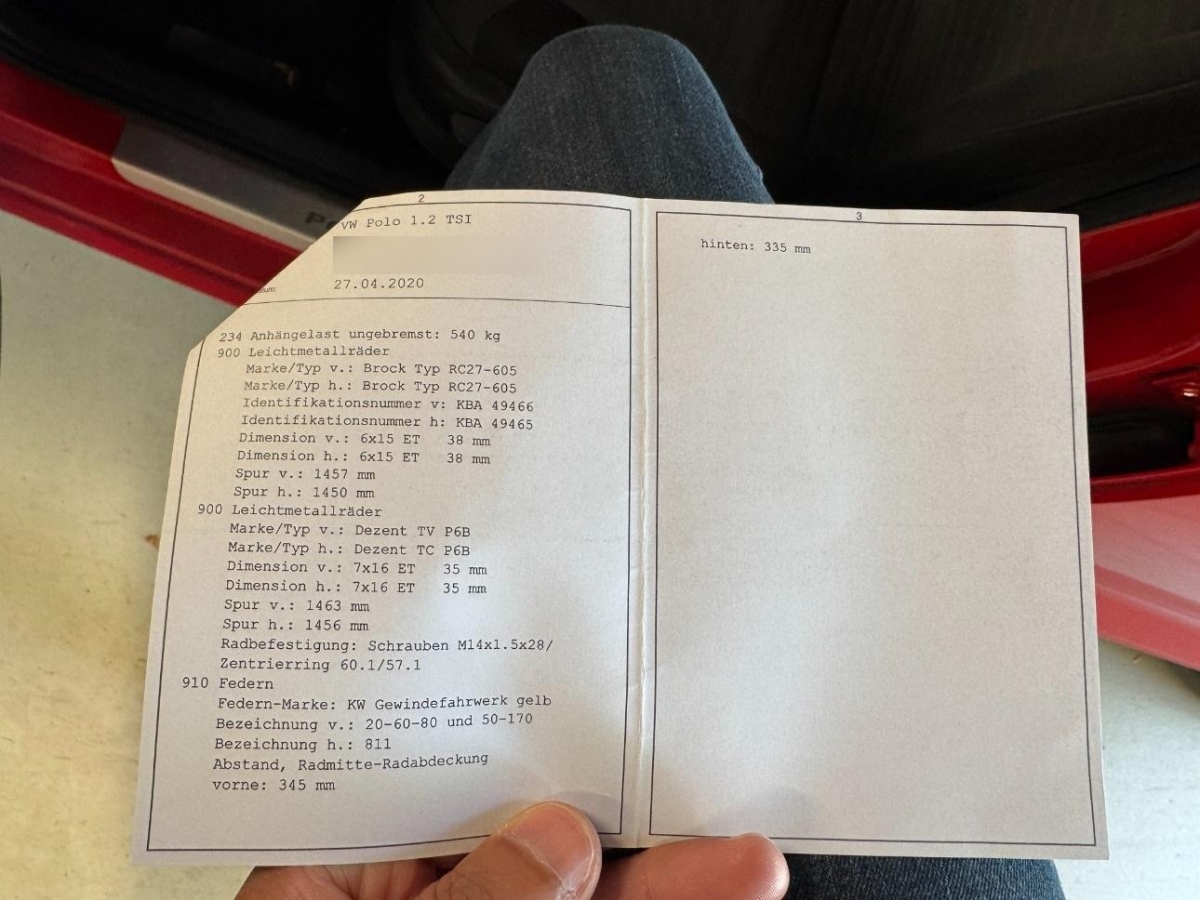 2
VW Polo 1.2 TSI
27.04.2020
234 Anhängelast ungebremst: 540 kg
900 Leichtmetallräder
Marke/Typ v.: Brock Typ RC27-605
Marke/Typ h.: Brock Typ RC27-605
Identifikationsnummer v: KBA 49466
Identifikationsnummer h: KBA 49465
Dimension v.: 6x15 ET 38 mm
Dimension h.: 6x15 ET 38 mm
Spur v.: 1457 mm
Spur h.: 1450 mm
900 Leichtmetallräder
Marke/Typ v.: Dezent TV P6B
Marke/Typ h.: Dezent TC P6B
Dimension v.: 7x16 ET 35 mm
Dimension h.: 7x16 ET 35 mm
Spur v.: 1463 mm
Spur h.: 1456 mm
Radbefestigung: Schrauben M14x1.5x28/
Zentrierring 60.1/57.1
910 Federn
Federn-Marke: KW Gewindefahrwerk gelb
Bezeichnung v.: 20-60-80 und 50-170
Bezeichnung h.: 811
Abstand, Radmitte-Radabdeckung
vorne: 345 mm
3
hinten: 335 mm